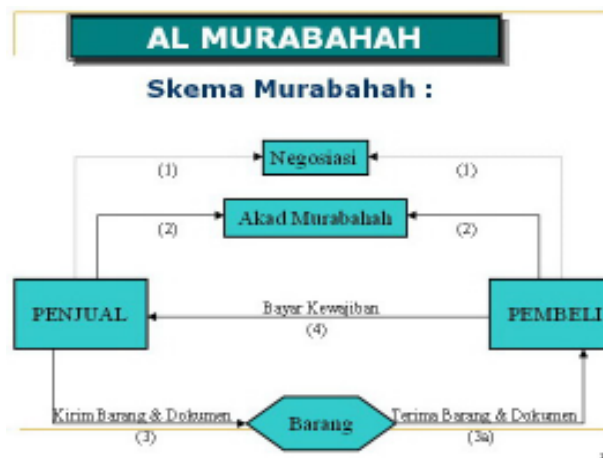 AL MURABAHAH
Skema Murabahah :
Negosiasi
(1)
(1)
Akad Murabahah
(2)
(2)
PENJUAL
Bayar Kewajiban
(4)
PEMBELI
Kirim Barang & Dokumen
(3)
Barang
Terima Barang & Dokumen
(3a)